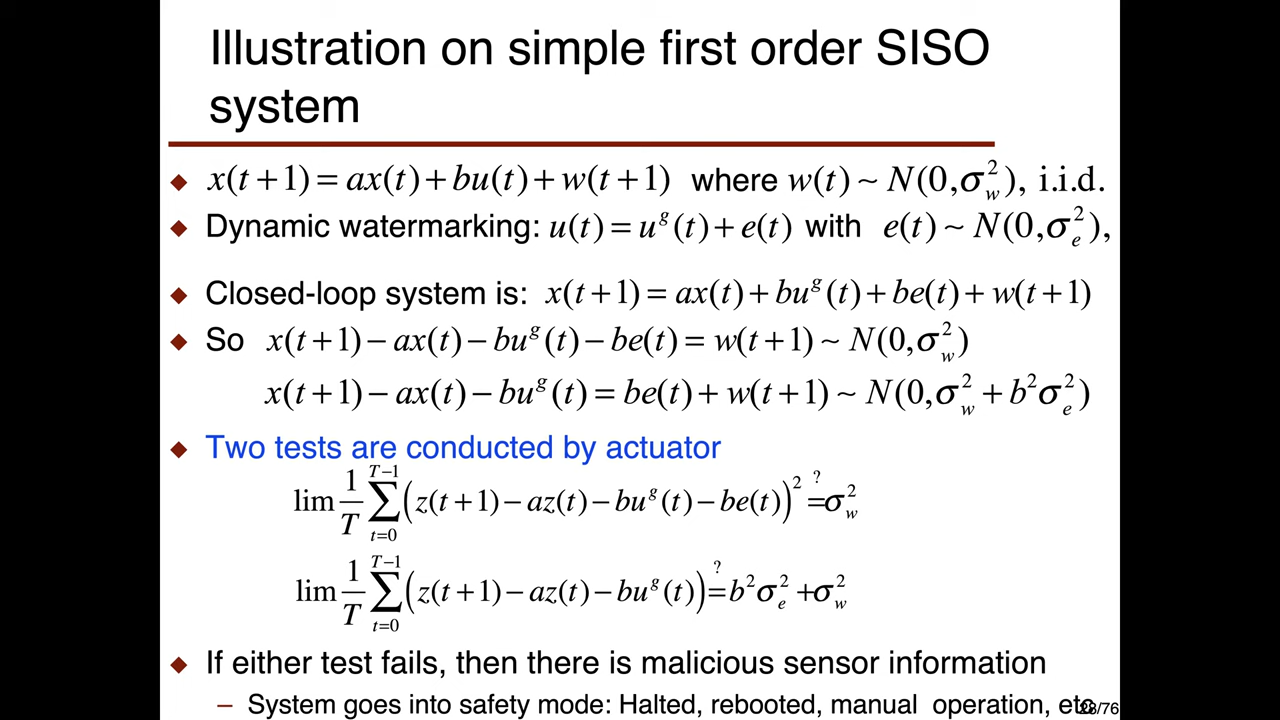 Illustration on simple first order SISO
system
◆ x(t+1) = ax(t) + bu(t) + w(t+1) where w(t) ~ N(0,σ_w^2), i.i.d.
◆ Dynamic watermarking: u(t) = u^g(t) + e(t) with e(t) ~ N(0,σ_e^2),
◆ Closed-loop system is: x(t+1) = ax(t) + bu^g(t) + be(t) + w(t+1)
◆ So x(t+1) − ax(t) − bu^g(t) − be(t) = w(t+1) ~ N(0,σ_w^2)
x(t+1) − ax(t) − bu^g(t) = be(t) + w(t+1) ~ N(0,σ_w^2 + b^2σ_e^2)
◆ Two tests are conducted by actuator
lim 1/T ∑_{t=0}^{T−1} (z(t+1) − az(t) − bu^g(t) − be(t))^2 =^? σ_w^2
lim 1/T ∑_{t=0}^{T−1} (z(t+1) − az(t) − bu^g(t)) =^? b^2σ_e^2 + σ_w^2
◆ If either test fails, then there is malicious sensor information
– System goes into safety mode: Halted, rebooted, manual operation, etc
/76